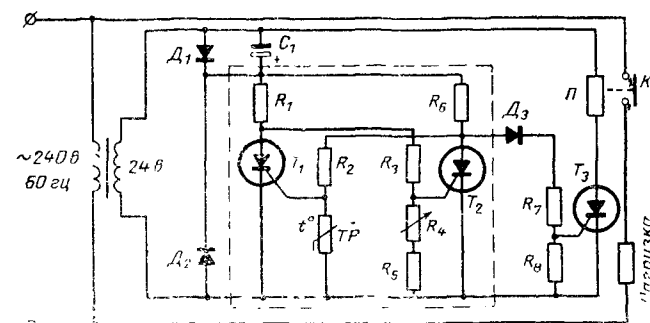 Д₁
C₁
+
R₁
R₆
Д₃
П
К
~240 в
60 гц
24 в
T₁
R₂
R₃
T₂
T₃
R₇
t°
ТР
R₄
Д₂
R₅
R₈
Нагрузка